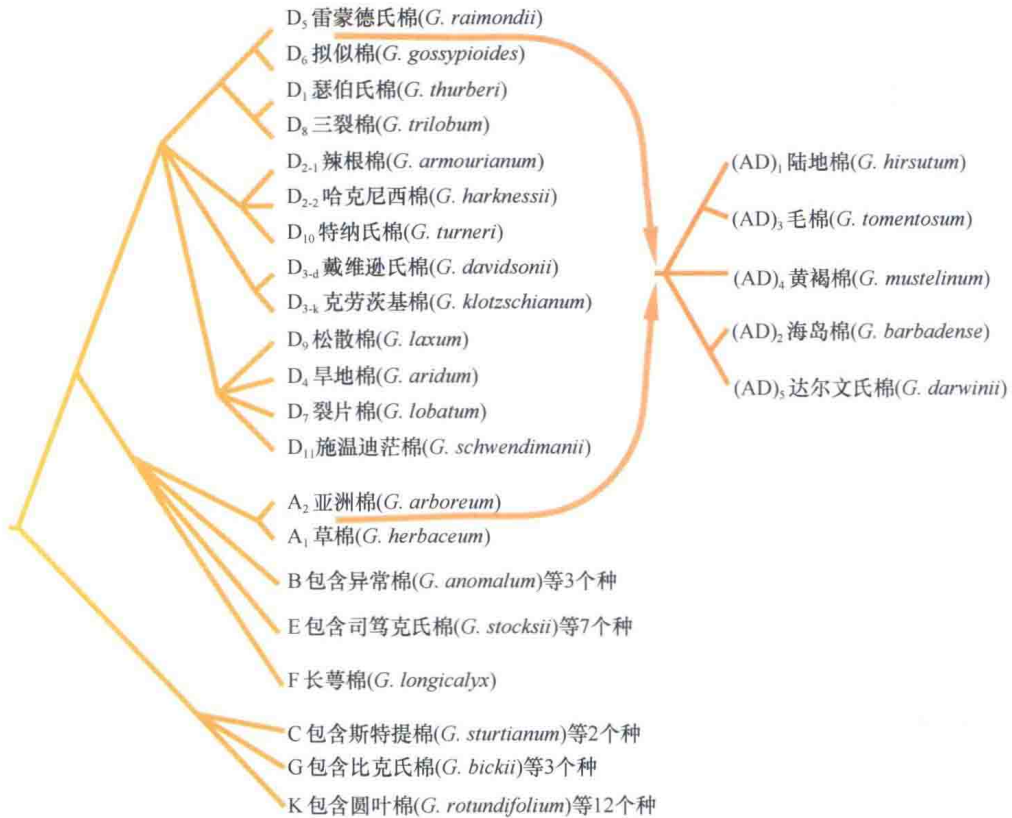 D₅ 雷蒙德氏棉(G. raimondii)
D₆ 拟似棉(G. gossypioides)
D₁ 瑟伯氏棉(G. thurberi)
D₈ 三裂棉(G. trilobum)
D₂₋₁ 辣根棉(G. armourianum)
D₂₋₂ 哈克尼西棉(G. harknessii)
D₁₀ 特纳氏棉(G. turneri)
D₃₋d 戴维逊氏棉(G. davidsonii)
D₃₋k 克劳茨基棉(G. klotzschianum)
D₉ 松散棉(G. laxum)
D₄ 旱地棉(G. aridum)
D₇ 裂片棉(G. lobatum)
D₁₁施温迪茫棉(G. schwendimanii)
A₂ 亚洲棉(G. arboreum)
A₁ 草棉(G. herbaceum)
B 包含异常棉(G. anomalum)等3个种
E 包含司笃克氏棉(G. stocksii)等7个种
F 长萼棉(G. longicalyx)
C 包含斯特提棉(G. sturtianum)等2个种
G 包含比克氏棉(G. bickii)等3个种
K 包含圆叶棉(G. rotundifolium)等12个种
(AD)₁ 陆地棉(G. hirsutum)
(AD)₃ 毛棉(G. tomentosum)
(AD)₄ 黄褐棉(G. mustelinum)
(AD)₂ 海岛棉(G. barbadense)
(AD)₅ 达尔文氏棉(G. darwinii)